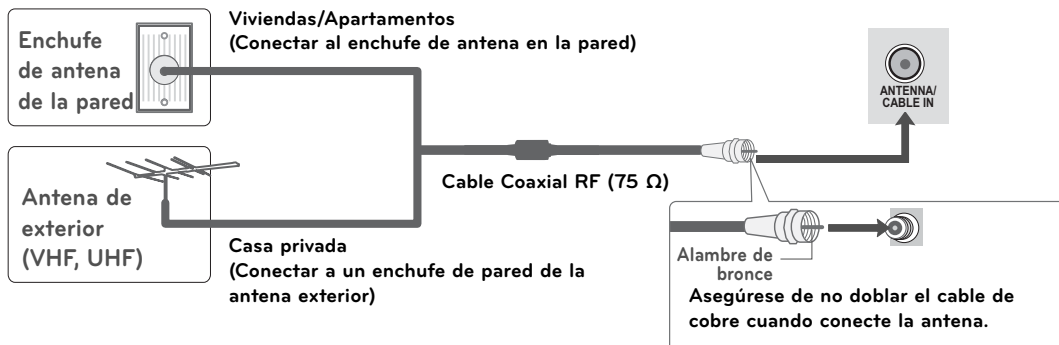 Enchufe
de antena
de la pared
Viviendas/Apartamentos
(Conectar al enchufe de antena en la pared)
ANTENNA/
CABLE IN
Antena de
exterior
(VHF, UHF)
Cable Coaxial RF (75 Ω)
Casa privada
(Conectar a un enchufe de pared de la
antena exterior)
Alambre de
bronce
Asegúrese de no doblar el cable de
cobre cuando conecte la antena.